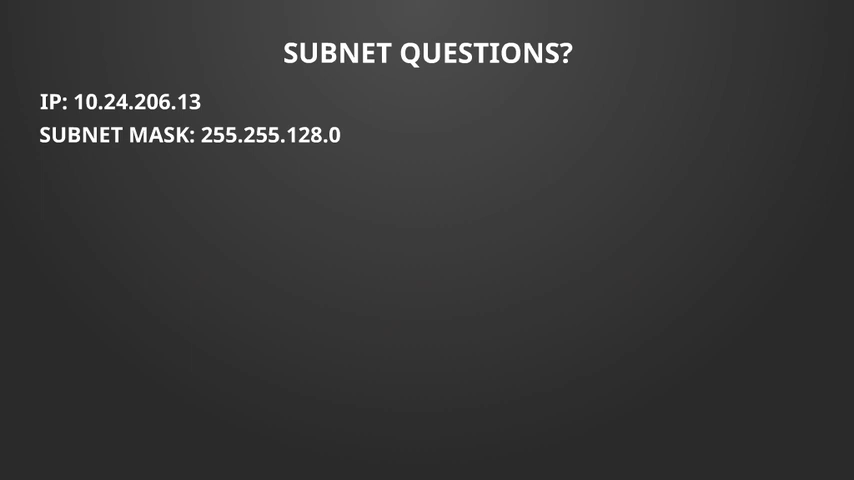 SUBNET QUESTIONS?
IP: 10.24.206.13
SUBNET MASK: 255.255.128.0